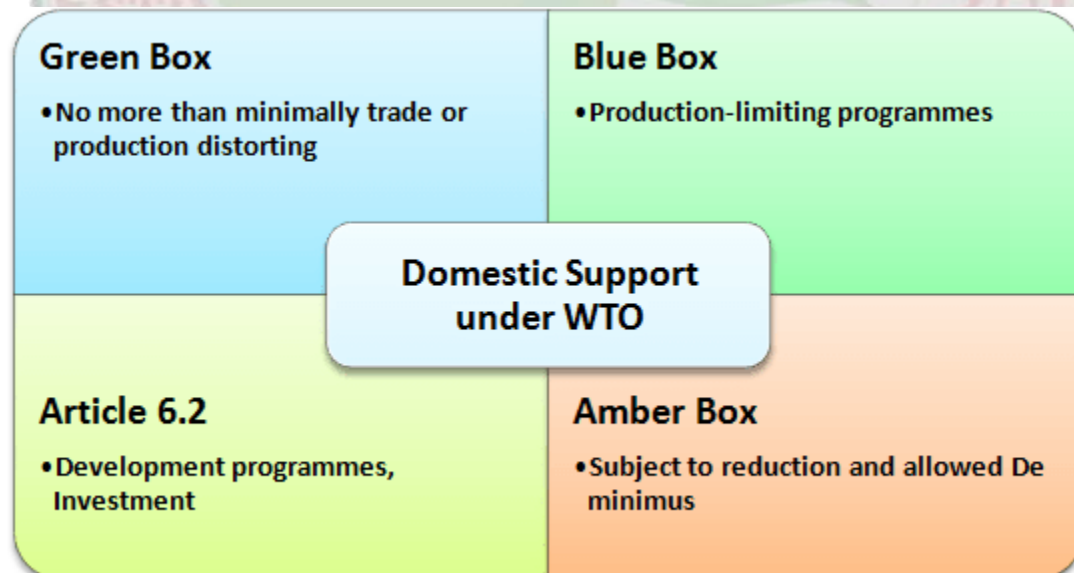 Green Box
•No more than minimally trade or
production distorting
Blue Box
•Production-limiting programmes
Domestic Support
under WTO
Article 6.2
•Development programmes,
Investment
Amber Box
•Subject to reduction and allowed De
minimus